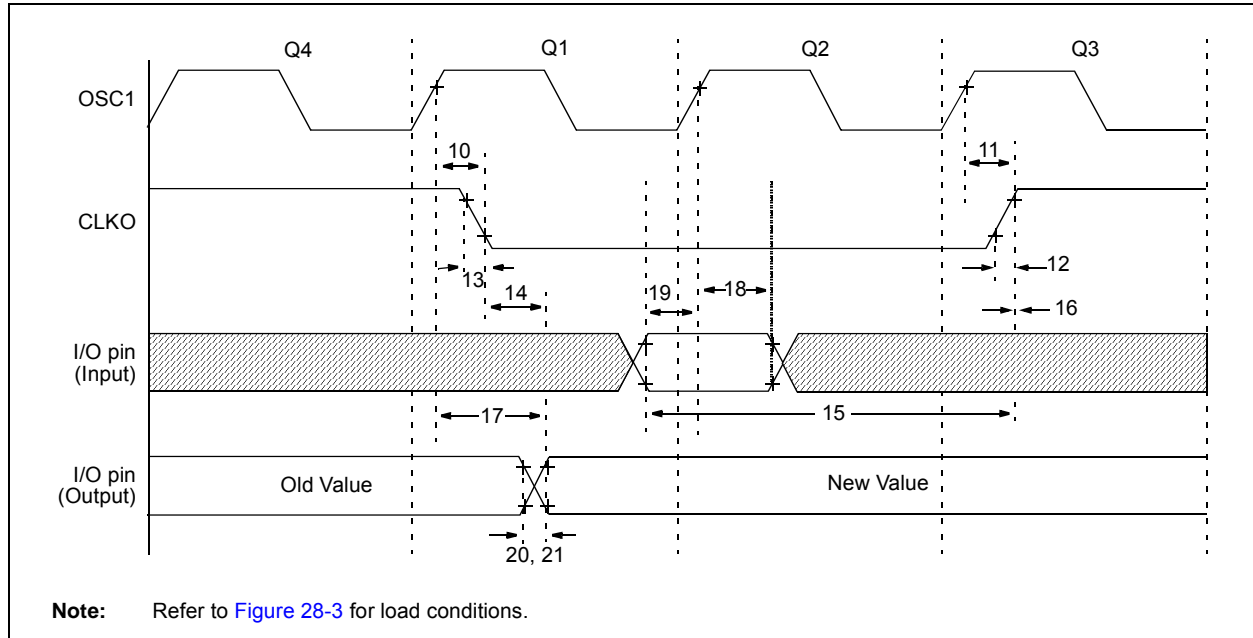 Q4 Q1 Q2 Q3
OSC1
10 11
CLKO
13 12
14 19 18 16
I/O pin
(Input)
17 15
I/O pin
(Output)
Old Value New Value
20, 21
Note: Refer to Figure 28-3 for load conditions.